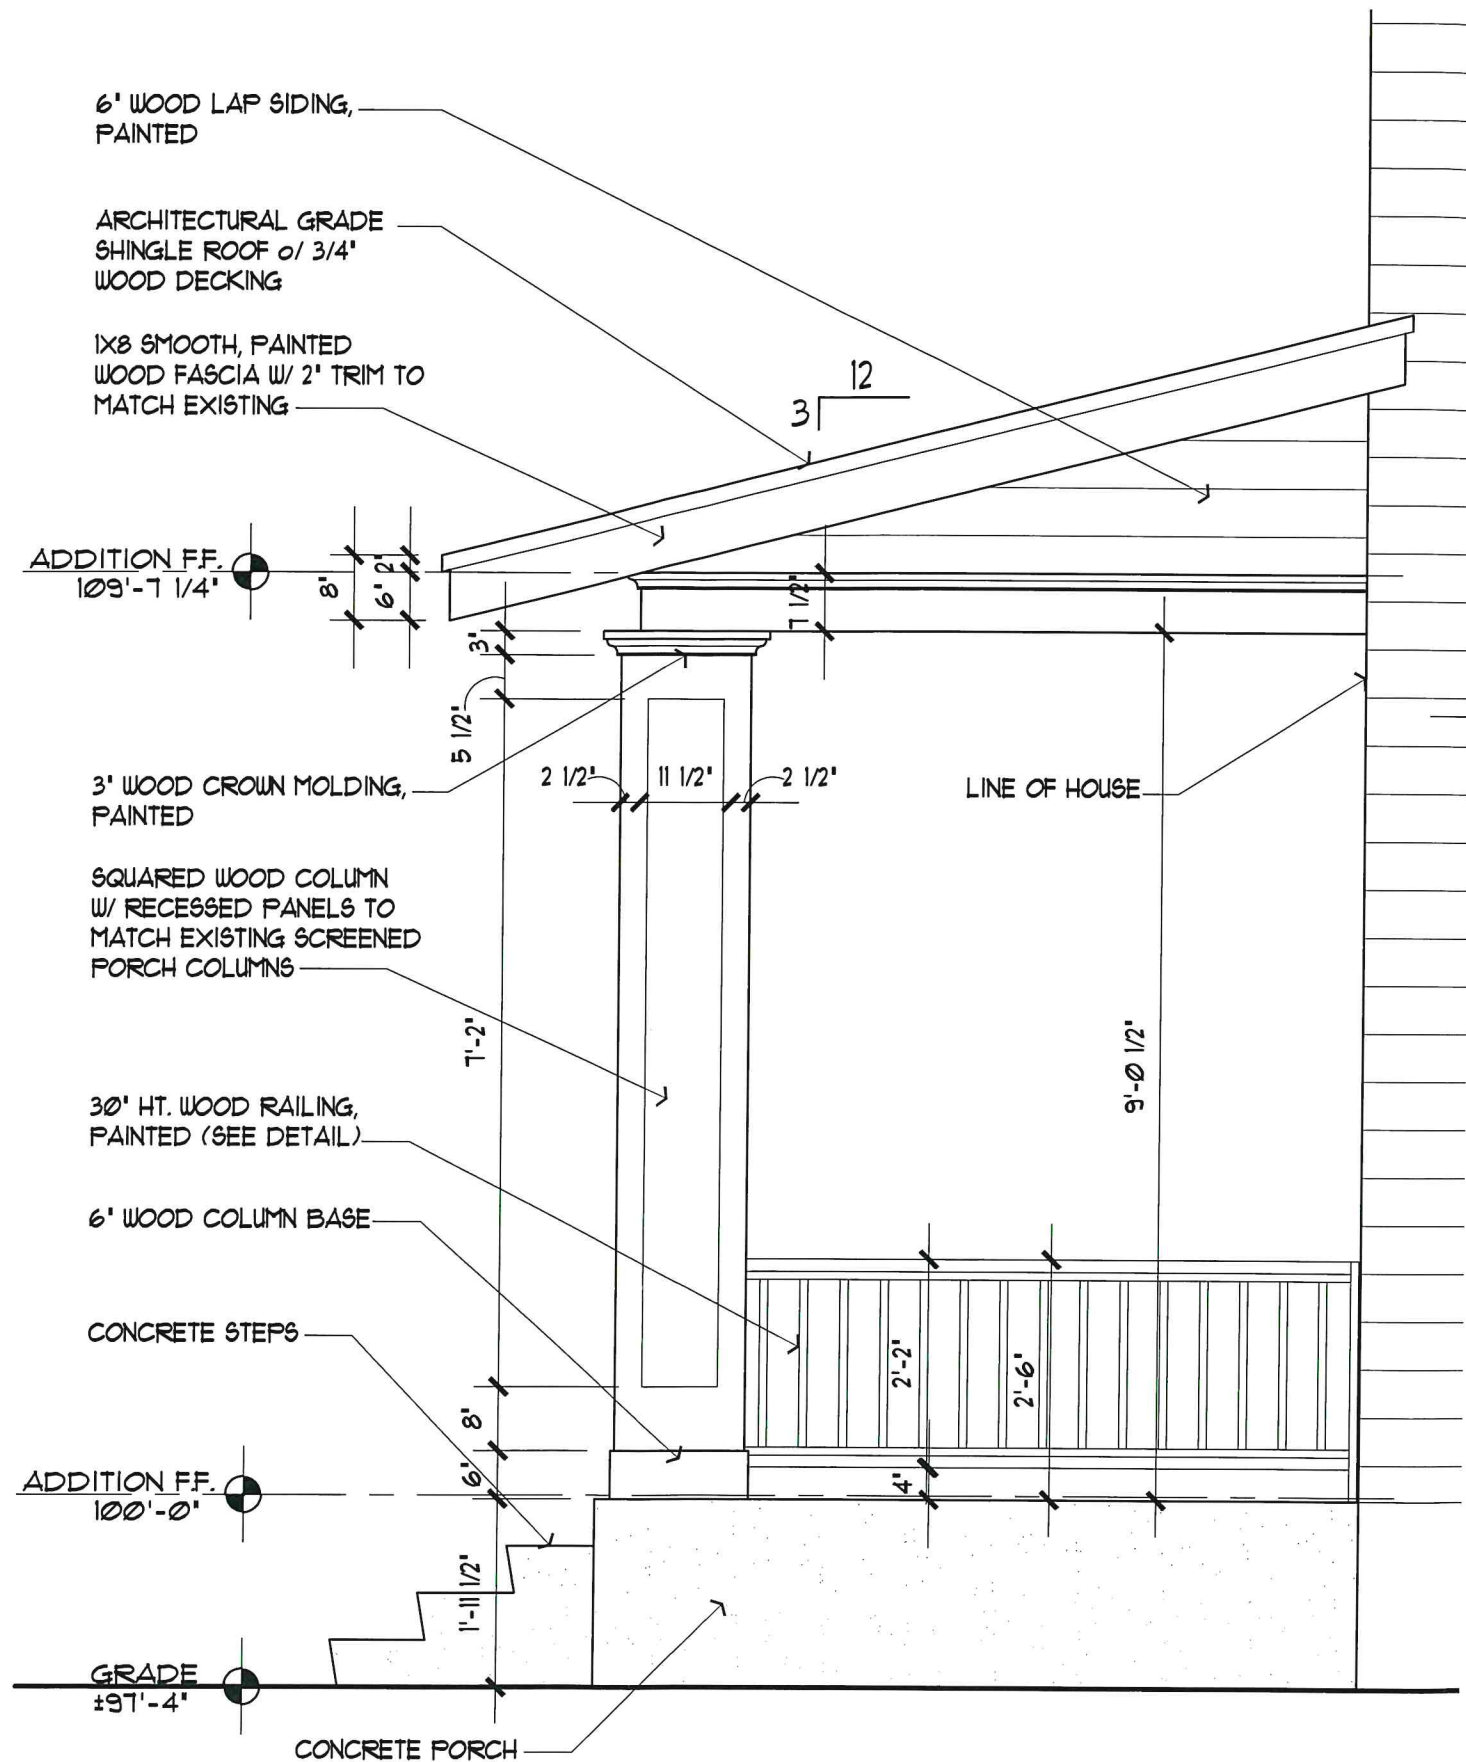 6" WOOD LAP SIDING,
PAINTED
ARCHITECTURAL GRADE
SHINGLE ROOF o/ 3/4"
WOOD DECKING
1X8 SMOOTH, PAINTED
WOOD FASCIA W/ 2" TRIM TO
MATCH EXISTING
12
3
ADDITION F.F.
109'-7 1/4"
8"
6"
2"
7 1/2"
3"
5 1/2"
2 1/2"
11 1/2"
2 1/2"
3" WOOD CROWN MOLDING,
PAINTED
LINE OF HOUSE
SQUARED WOOD COLUMN
W/ RECESSED PANELS TO
MATCH EXISTING SCREENED
PORCH COLUMNS
7'-2"
9'-0 1/2"
30" HT. WOOD RAILING,
PAINTED (SEE DETAIL)
6" WOOD COLUMN BASE
CONCRETE STEPS
2'-2"
2'-6"
8"
6"
4"
ADDITION F.F.
100'-0"
1'-11 1/2"
GRADE
±97'-4"
CONCRETE PORCH